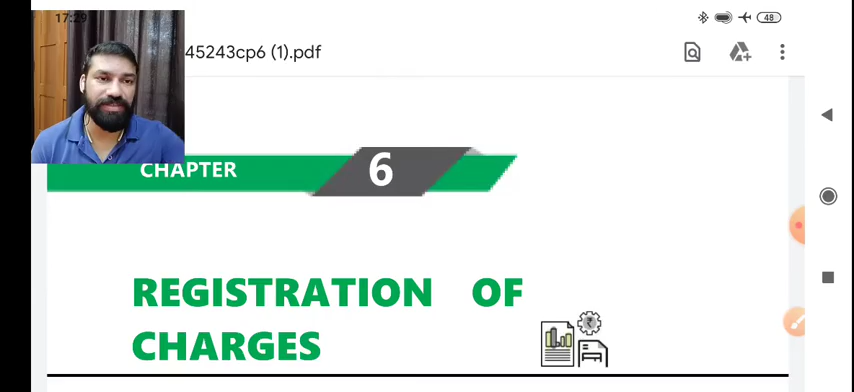 17:29
48
45243cp6 (1).pdf
CHAPTER 6
REGISTRATION OF
CHARGES
₹